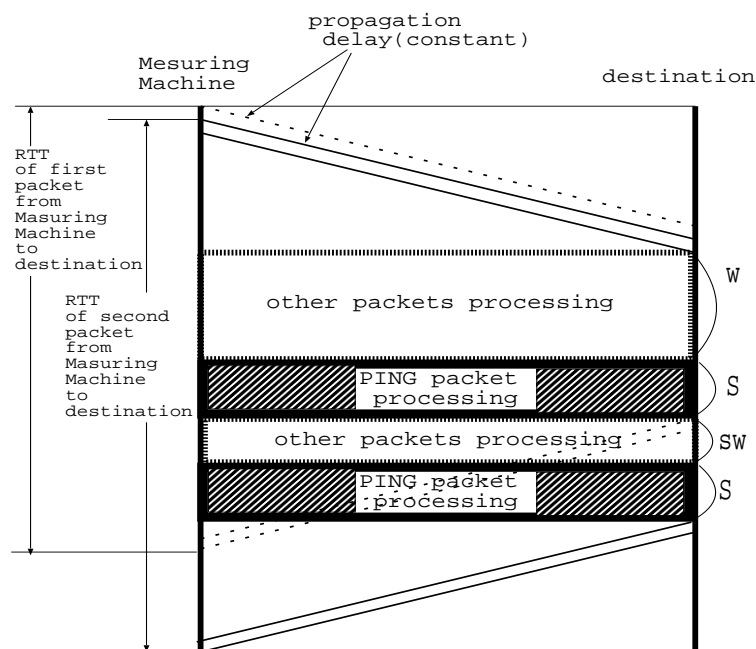 propagation
delay(constant)
Mesuring
Machine
destination
RTT
of first
packet
from
Masuring
Machine
to
destination
RTT
of second
packet
from
Masuring
Machine
to
destination
other packets processing
W
PING packet
processing
S
other packets processing
SW
PING packet
processing
S